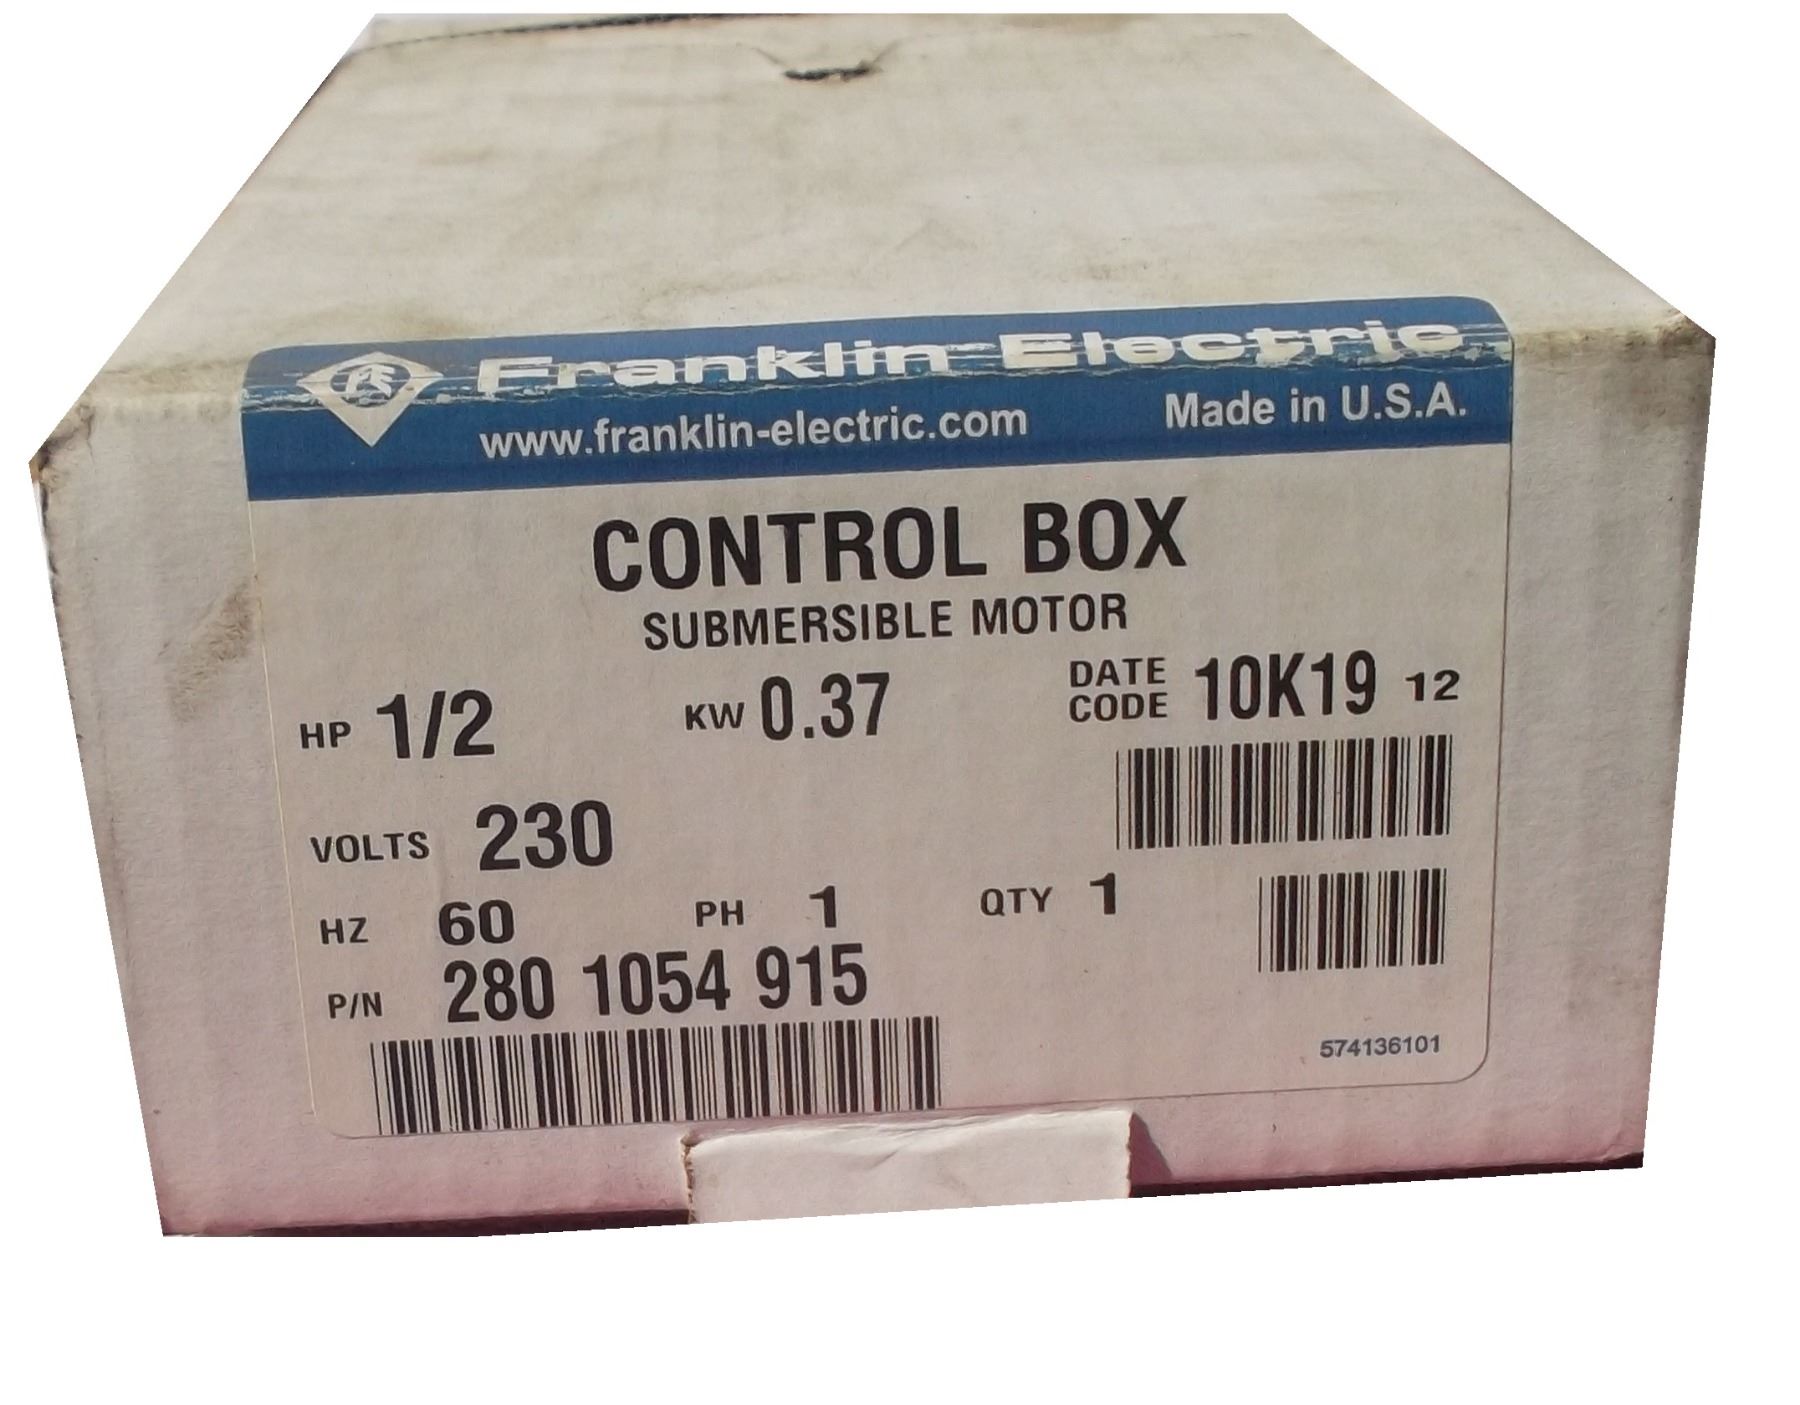 Franklin Electric
www.franklin-electric.com Made in U.S.A.
CONTROL BOX
SUBMERSIBLE MOTOR
HP 1/2 KW 0.37 DATE CODE 10K19 12
VOLTS 230
HZ 60 PH 1 QTY 1
P/N 280 1054 915
574136101